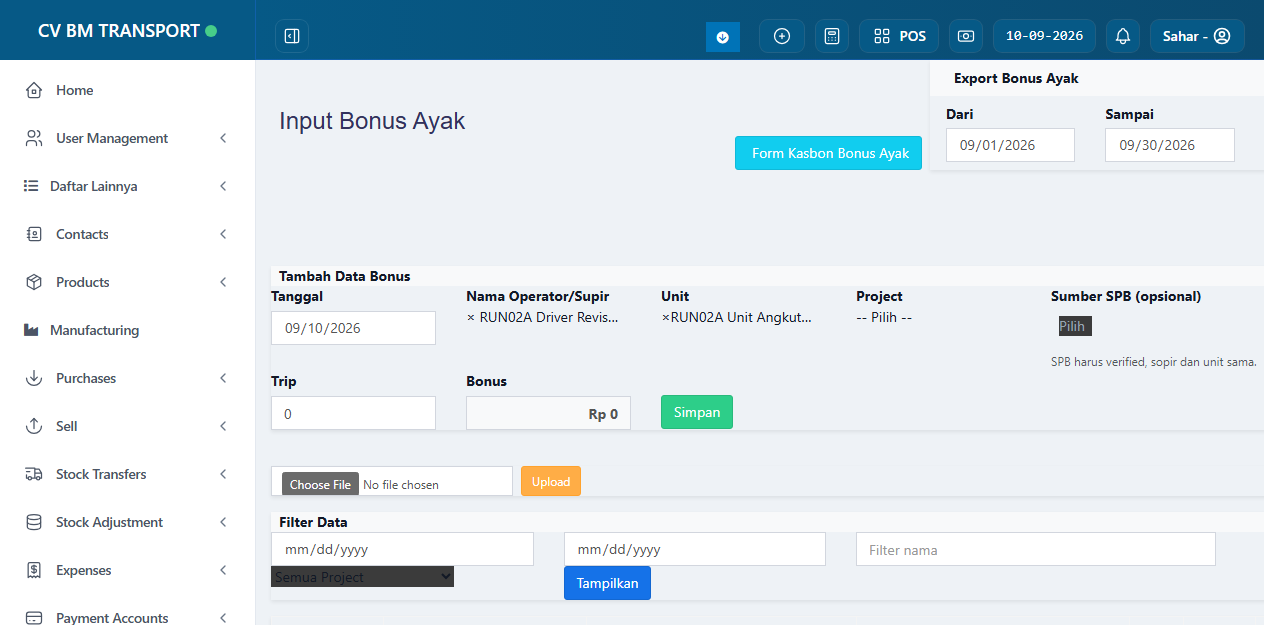 CV BM TRANSPORT
POS
10-09-2026
Sahar -
Home
User Management
Daftar Lainnya
Contacts
Products
Manufacturing
Purchases
Sell
Stock Transfers
Stock Adjustment
Expenses
Payment Accounts
Input Bonus Ayak
Form Kasbon Bonus Ayak
Export Bonus Ayak
Dari
Sampai
09/01/2026
09/30/2026
Tambah Data Bonus
Tanggal
Nama Operator/Supir
Unit
Project
Sumber SPB (opsional)
09/10/2026
× RUN02A Driver Revis...
×RUN02A Unit Angkut...
-- Pilih --
Pilih
SPB harus verified, sopir dan unit sama.
Trip
Bonus
0
Rp 0
Simpan
Choose File No file chosen
Upload
Filter Data
mm/dd/yyyy
mm/dd/yyyy
Filter nama
Semua Project
Tampilkan